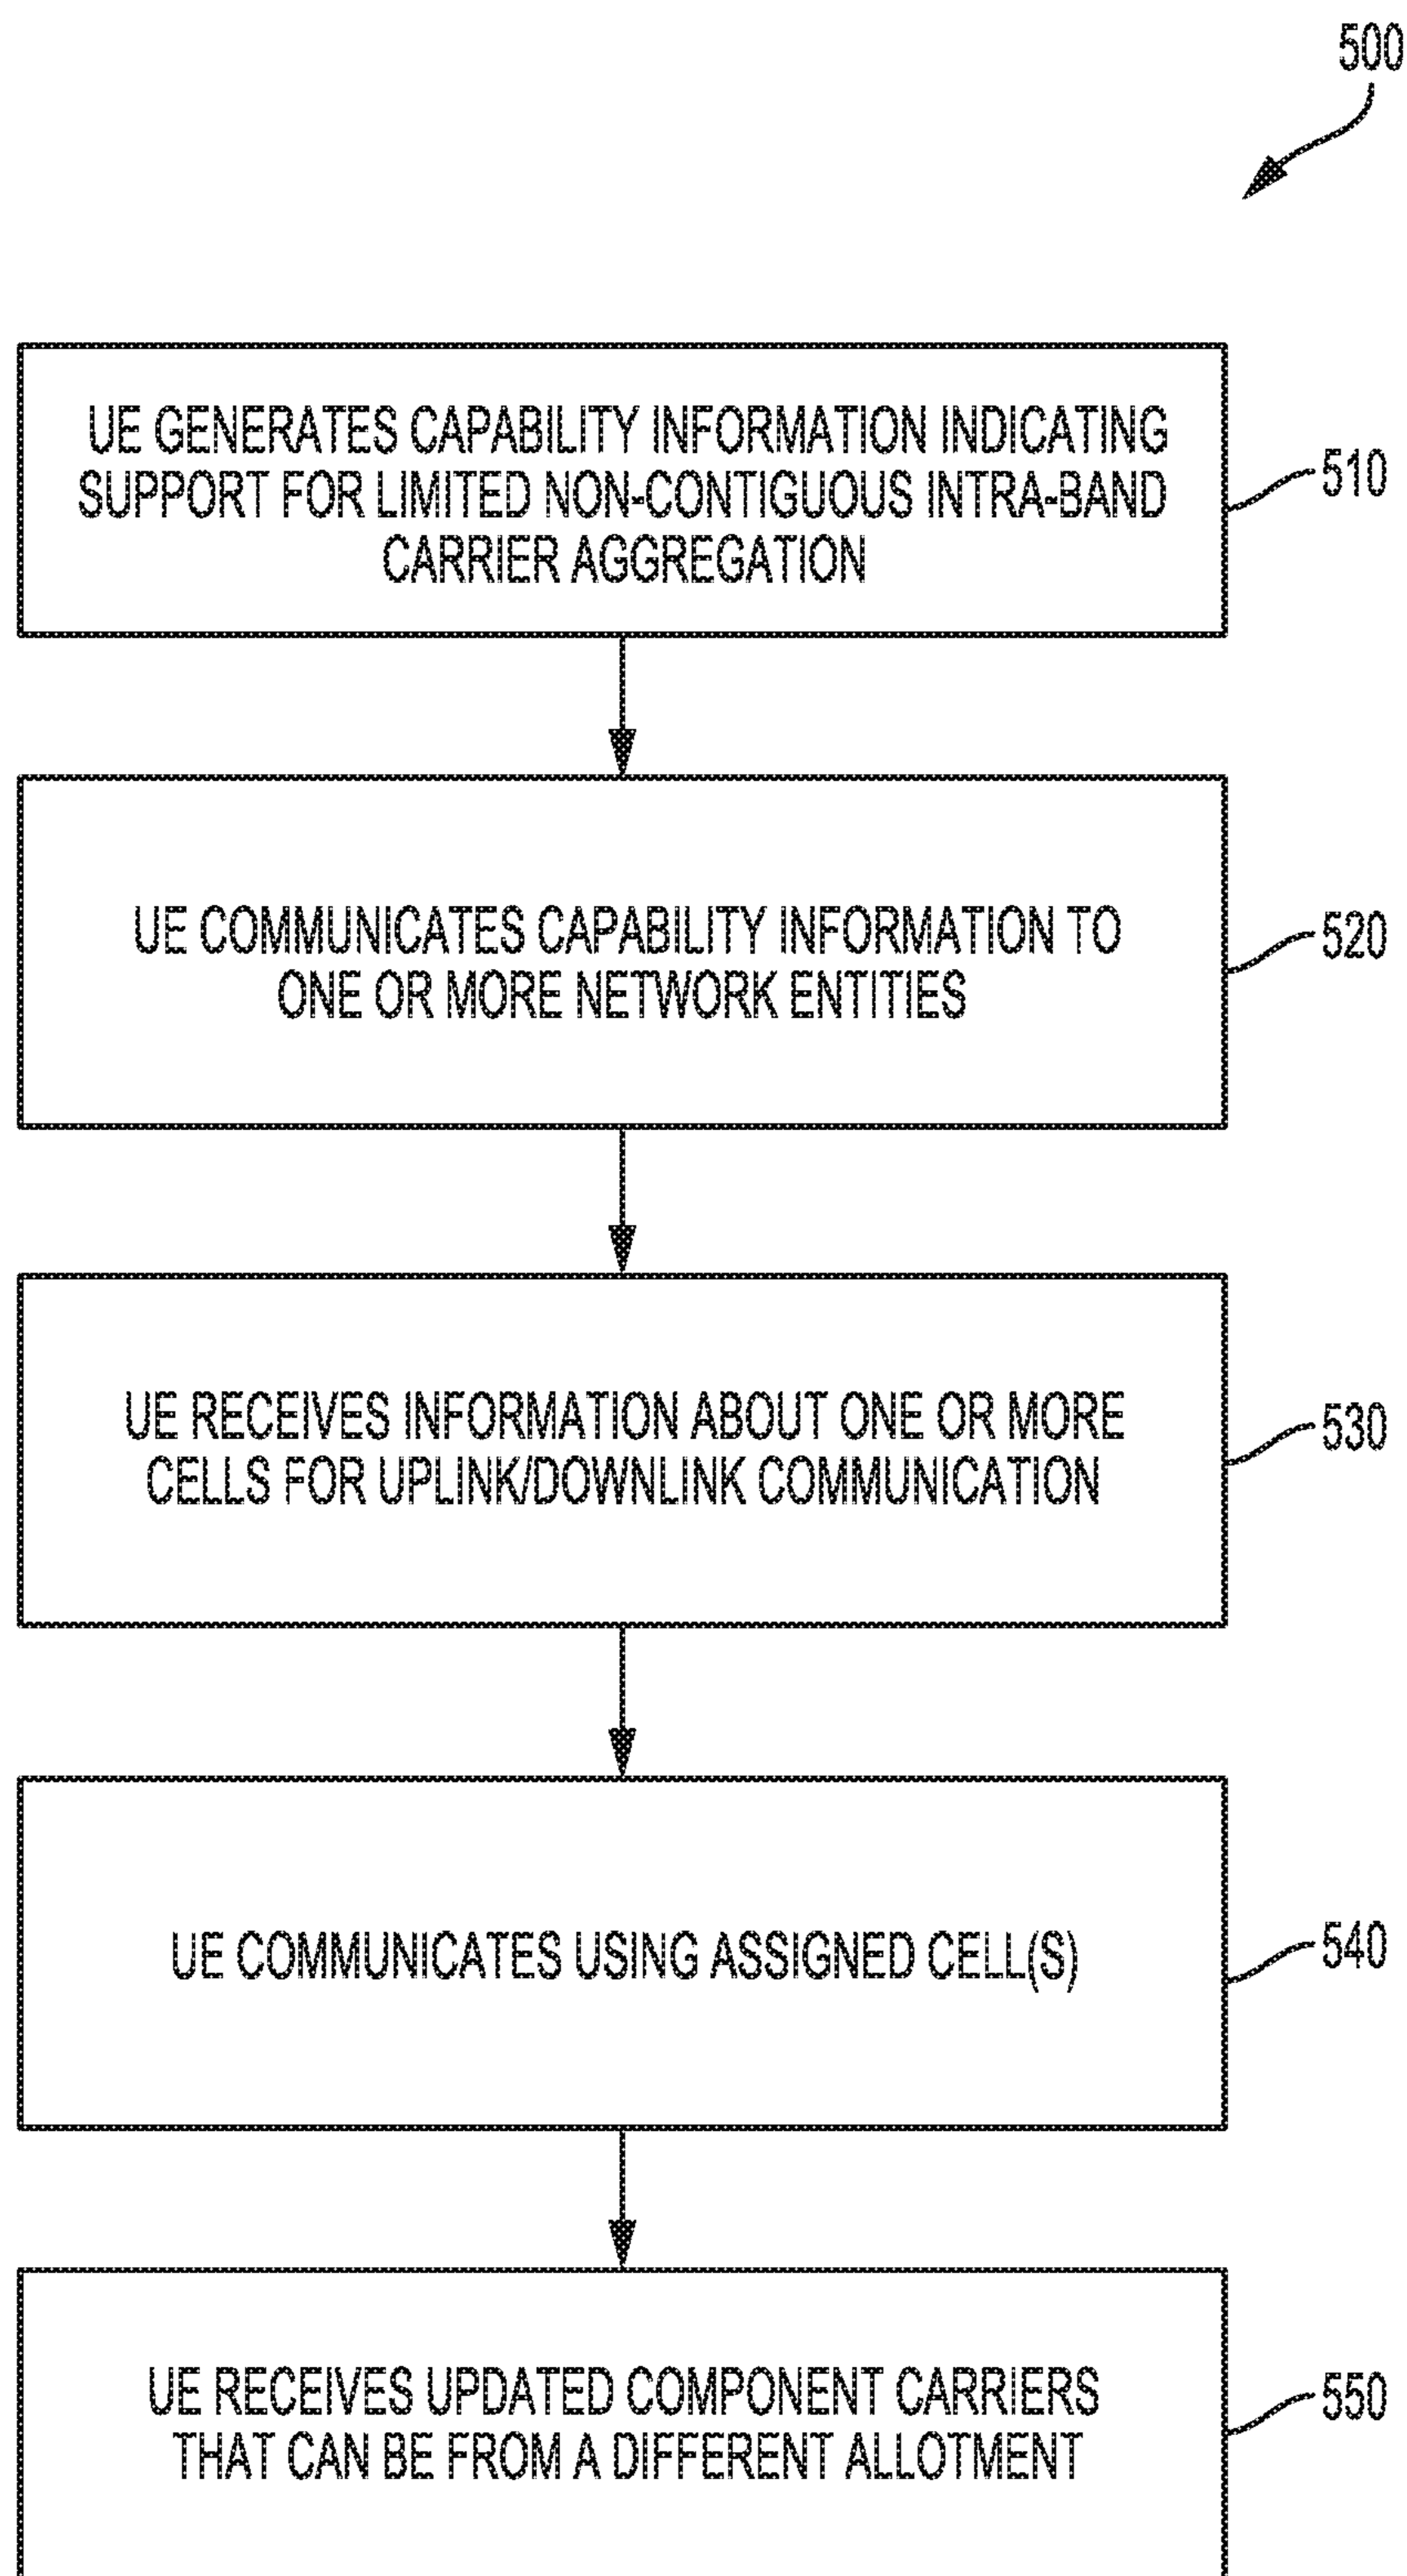 500
UE GENERATES CAPABILITY INFORMATION INDICATING
SUPPORT FOR LIMITED NON-CONTIGUOUS INTRA-BAND
CARRIER AGGREGATION
510
UE COMMUNICATES CAPABILITY INFORMATION TO
ONE OR MORE NETWORK ENTITIES
520
UE RECEIVES INFORMATION ABOUT ONE OR MORE
CELLS FOR UPLINK/DOWNLINK COMMUNICATION
530
UE COMMUNICATES USING ASSIGNED CELL(S)
540
UE RECEIVES UPDATED COMPONENT CARRIERS
THAT CAN BE FROM A DIFFERENT ALLOTMENT
550